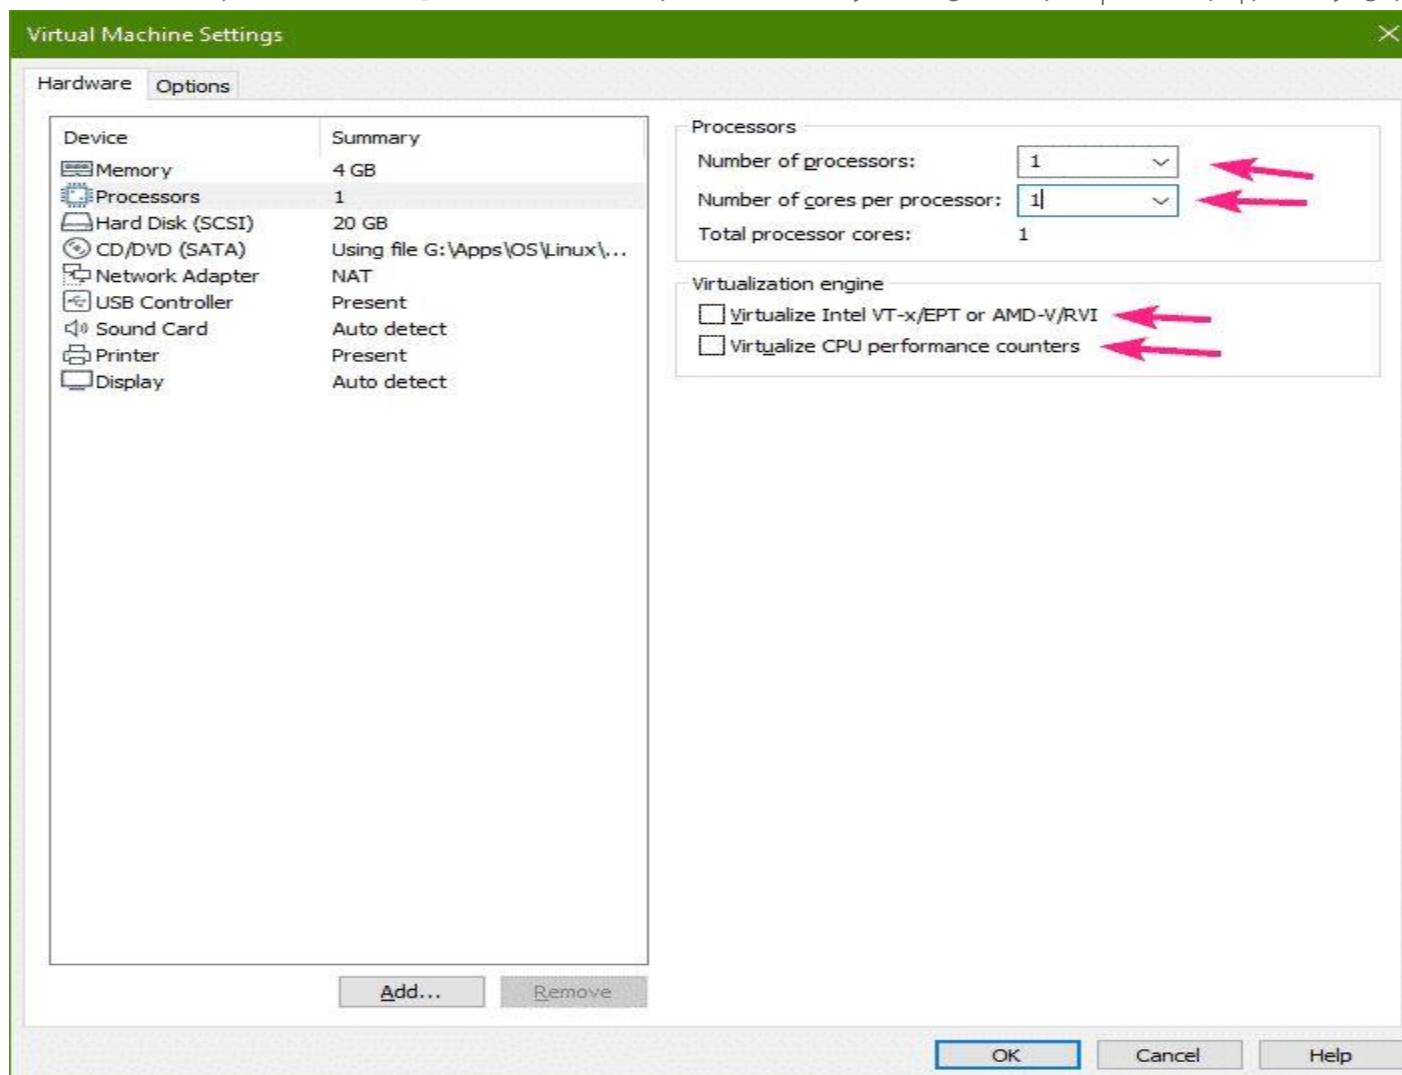 Virtual Machine Settings
Hardware Options
Device Summary
Memory 4 GB
Processors 1
Hard Disk (SCSI) 20 GB
CD/DVD (SATA) Using file G:\Apps\OS\Linux\...
Network Adapter NAT
USB Controller Present
Sound Card Auto detect
Printer Present
Display Auto detect
Add... Remove
Processors
Number of processors: 1
Number of cores per processor: 1
Total processor cores: 1
Virtualization engine
Virtualize Intel VT-x/EPT or AMD-V/RVI
Virtualize CPU performance counters
OK Cancel Help